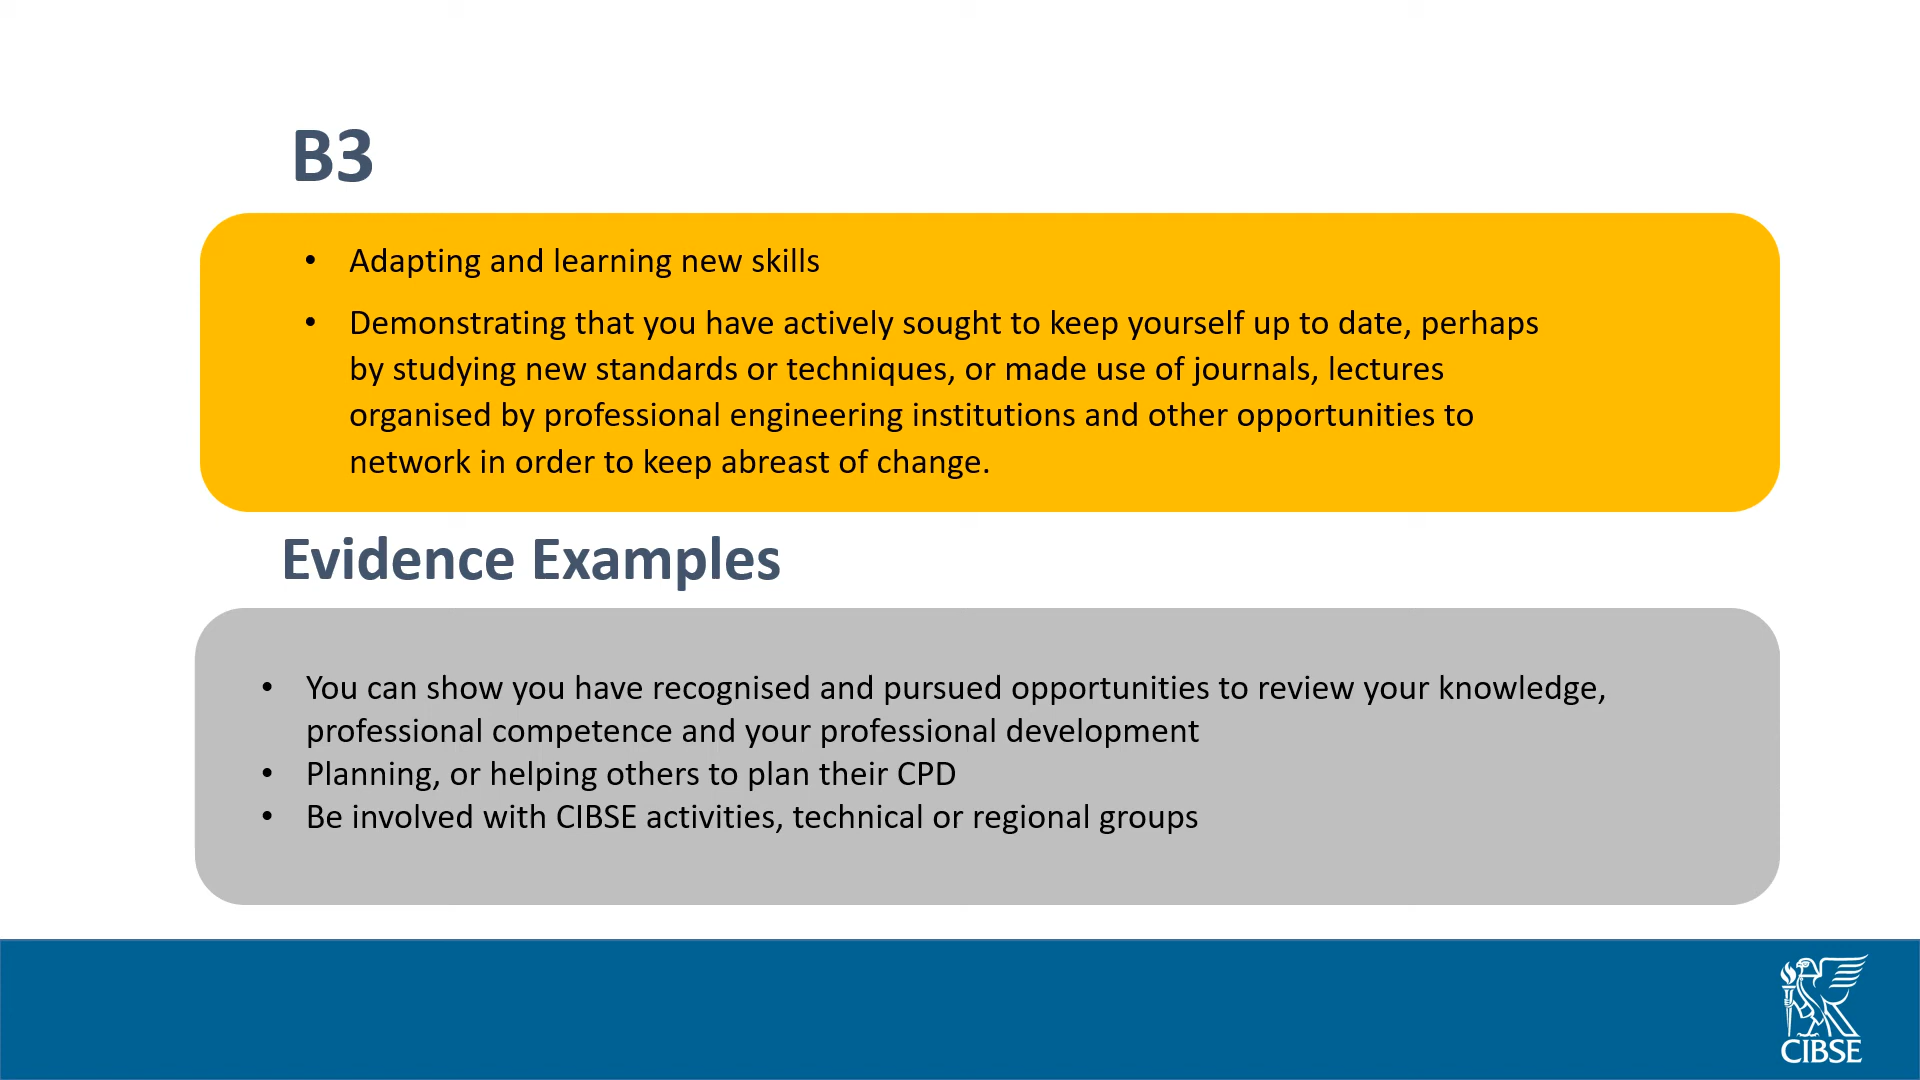 B3
• Adapting and learning new skills
• Demonstrating that you have actively sought to keep yourself up to date, perhaps
by studying new standards or techniques, or made use of journals, lectures
organised by professional engineering institutions and other opportunities to
network in order to keep abreast of change.
Evidence Examples
• You can show you have recognised and pursued opportunities to review your knowledge,
professional competence and your professional development
• Planning, or helping others to plan their CPD
• Be involved with CIBSE activities, technical or regional groups
CIBSE